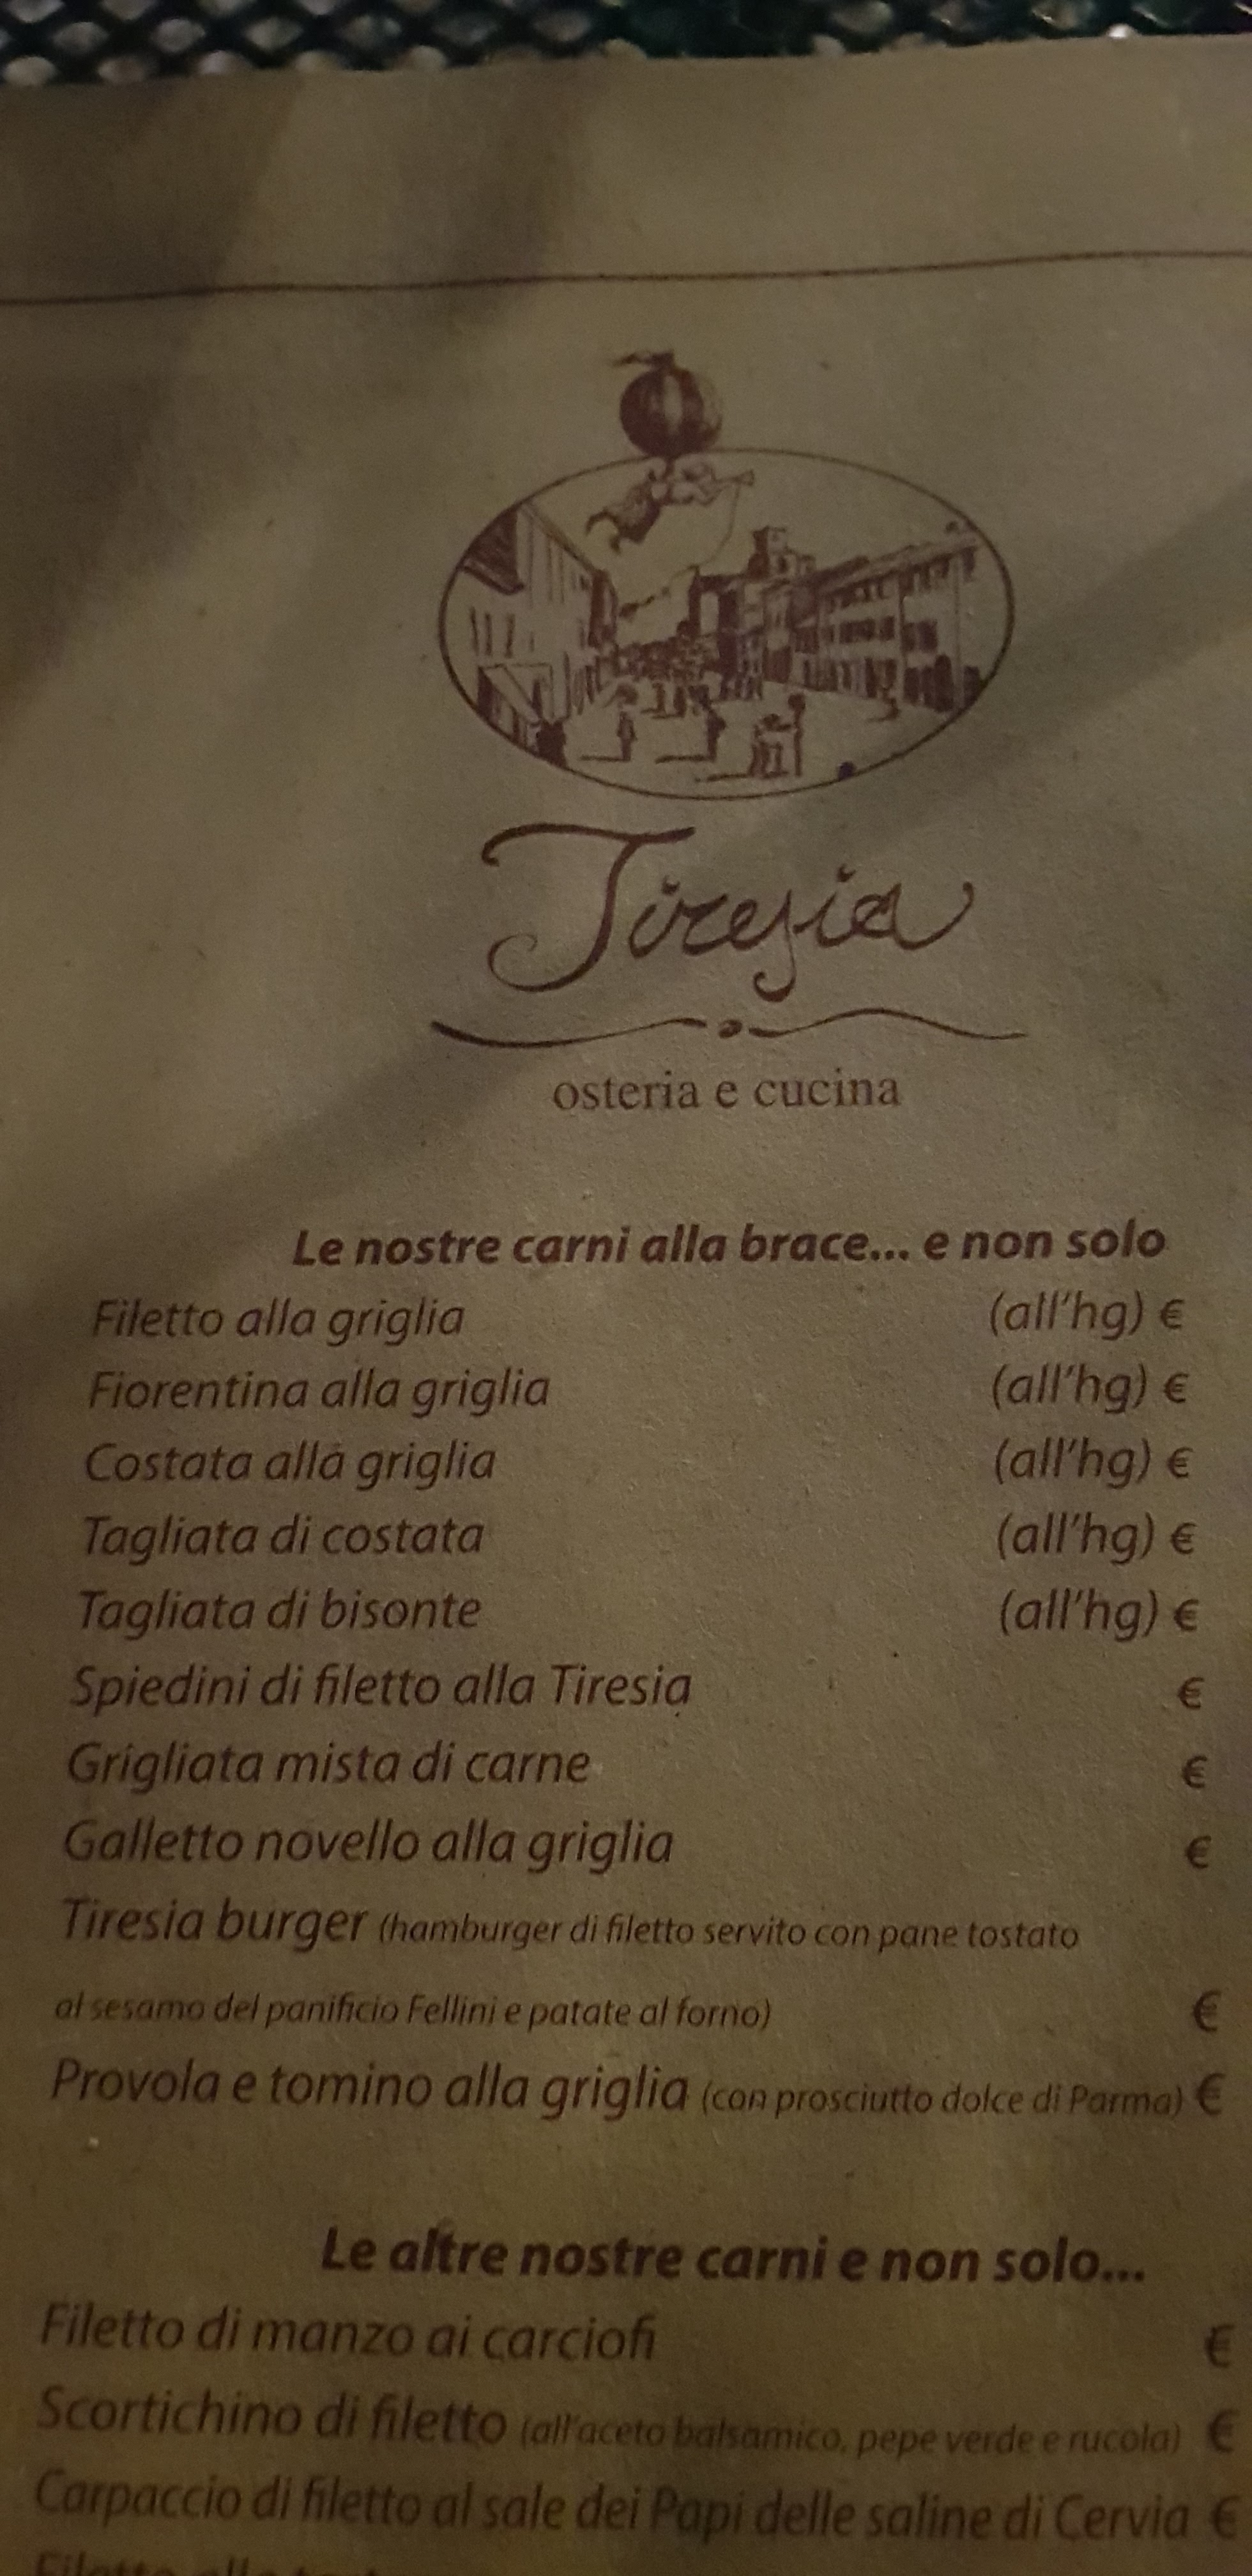 Tiresia
osteria e cucina
Le nostre carni alla brace... e non solo
Filetto alla griglia (all'hg) €
Fiorentina alla griglia (all'hg) €
Costata alla griglia (all'hg) €
Tagliata di costata (all'hg) €
Tagliata di bisonte (all'hg) €
Spiedini di filetto alla Tiresia €
Grigliata mista di carne €
Galletto novello alla griglia €
Tiresia burger (hamburger di filetto servito con pane tostato
al sesamo del panificio Fellini e patate al forno) €
Provola e tomino alla griglia (con prosciutto dolce di Parma) €
Le altre nostre carni e non solo...
Filetto di manzo ai carciofi €
Scortichino di filetto (all'aceto balsamico, pepe verde e rucola) €
Carpaccio di filetto al sale dei Papi delle saline di Cervia €